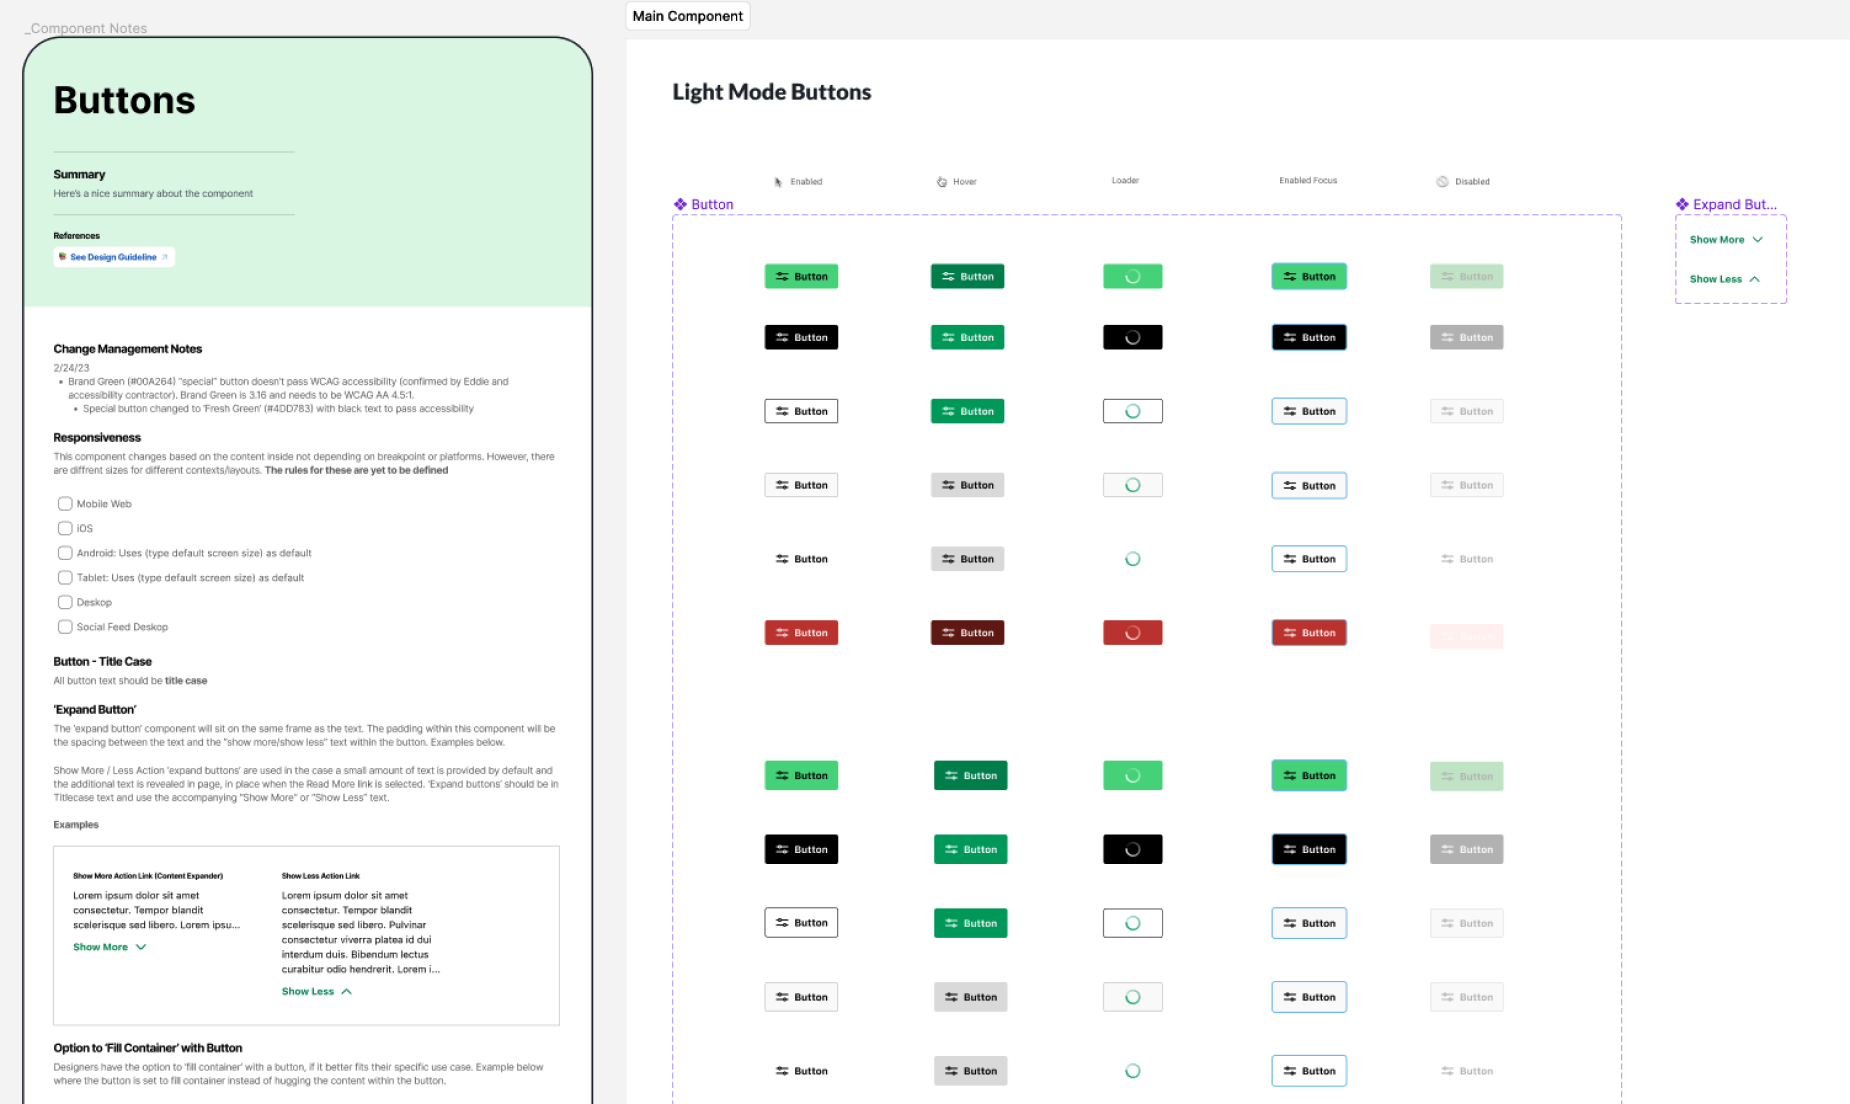 _Component Notes
Buttons
Summary
Here's a nice summary about the component
References
See Design Guideline
Change Management Notes
2/24/23
Brand Green (#00A264) "special" button doesn't pass WCAG accessibility (confirmed by Eddie and
accessibility contractor). Brand Green is 3.16 and needs to be WCAG AA 4.5:1.
Special button changed to 'Fresh Green' (#4DD783) with black text to pass accessibility
Responsiveness
This component changes based on the content inside not depending on breakpoint or platforms. However, there
are diffrent sizes for different contexts/layouts. The rules for these are yet to be defined
Mobile Web
iOS
Android: Uses (type default screen size) as default
Tablet: Uses (type default screen size) as default
Deskop
Social Feed Deskop
Button - Title Case
All button text should be title case
'Expand Button'
The 'expand button' component will sit on the same frame as the text. The padding within this component will be
the spacing between the text and the "show more/show less" text within the button. Examples below.
Show More / Less Action 'expand buttons' are used in the case a small amount of text is provided by default and
the additional text is revealed in page, in place when the Read More link is selected. 'Expand buttons' should be in
Titlecase text and use the accompanying "Show More" or "Show Less" text.
Examples
Show More Action Link (Content Expander)
Lorem ipsum dolor sit amet
consectetur. Tempor blandit
scelerisque sed libero. Lorem ipsu...
Show More
Show Less Action Link
Lorem ipsum dolor sit amet
consectetur. Tempor blandit
scelerisque sed libero. Pulvinar
consectetur viverra platea id dui
interdum duis. Bibendum lectus
curabitur odio hendrerit. Lorem i...
Show Less
Option to 'Fill Container' with Button
Designers have the option to 'fill container' with a button, if it better fits their specific use case. Example below
where the button is set to fill container instead of hugging the content within the button.
Main Component
Light Mode Buttons
Enabled Hover Loader Enabled Focus Disabled
Button
Button Button Button Button
Button Button Button Button
Button Button Button Button
Button Button Button Button
Button Button Button Button
Button Button Button
Button Button Button Button
Button Button Button Button
Button Button Button Button
Button Button Button Button
Button Button Button Button
Expand But...
Show More
Show Less